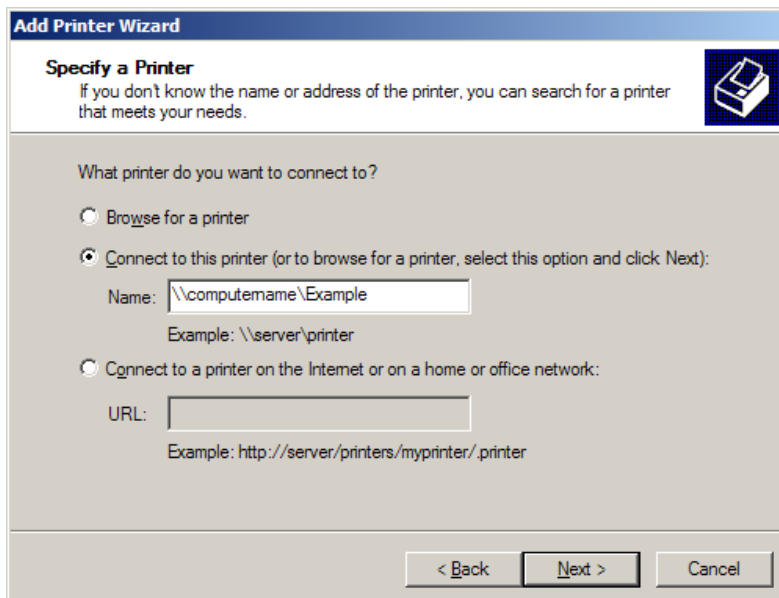 Add Printer Wizard
Specify a Printer
If you don't know the name or address of the printer, you can search for a printer
that meets your needs.
What printer do you want to connect to?
Browse for a printer
Connect to this printer (or to browse for a printer, select this option and click Next):
Name: \\computername\Example
Example: \\server\printer
Connect to a printer on the Internet or on a home or office network:
URL:
Example: http://server/printers/myprinter/.printer
< Back Next > Cancel